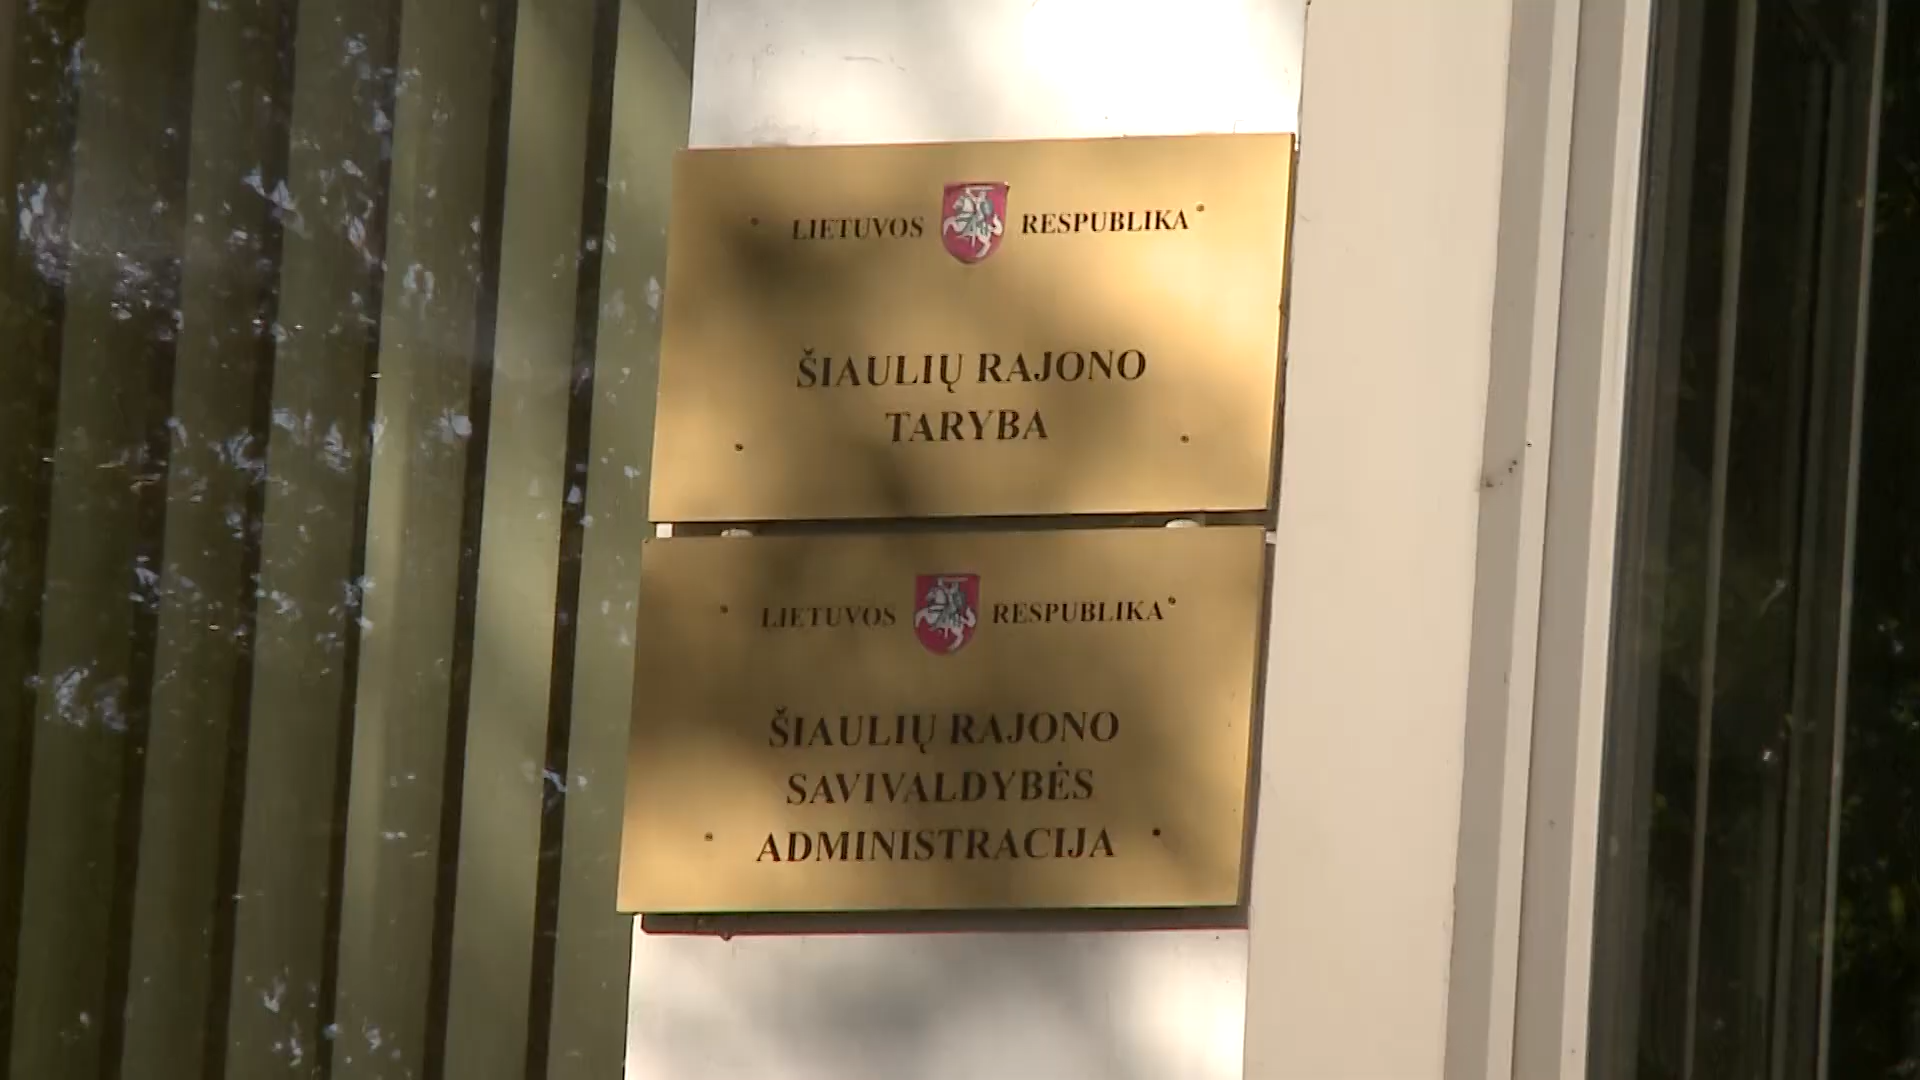 LIETUVOS RESPUBLIKA
ŠIAULIŲ RAJONO
TARYBA
LIETUVOS RESPUBLIKA
ŠIAULIŲ RAJONO
SAVIVALDYBĖS
ADMINISTRACIJA